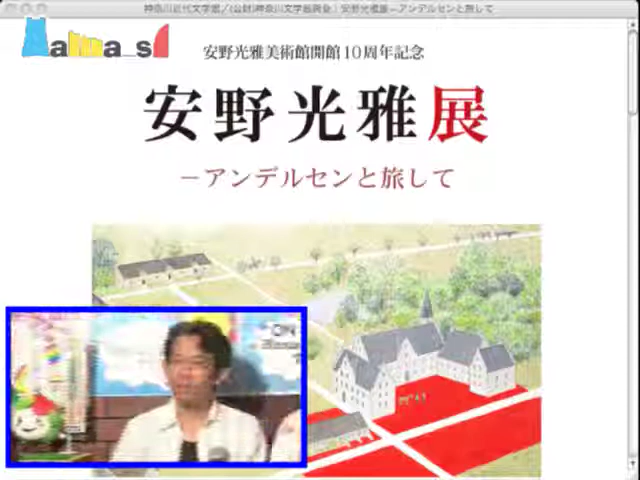 神奈川近代文学館/(公財)神奈川文学振興会|安野光雅展−アンデルセンと旅して
Hama_sl
安野光雅美術館開館10周年記念
安野光雅展
−アンデルセンと旅して